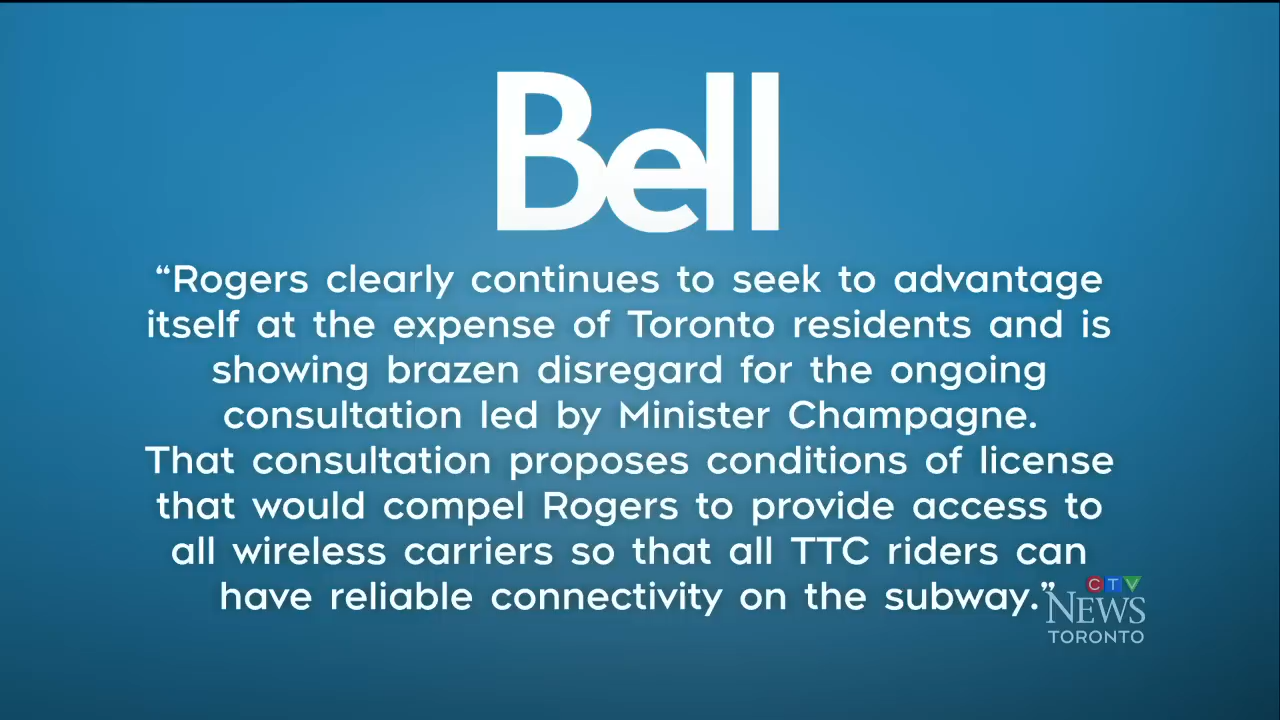 Bell
“Rogers clearly continues to seek to advantage
itself at the expense of Toronto residents and is
showing brazen disregard for the ongoing
consultation led by Minister Champagne.
That consultation proposes conditions of license
that would compel Rogers to provide access to
all wireless carriers so that all TTC riders can
have reliable connectivity on the subway.”
CTV
NEWS
TORONTO